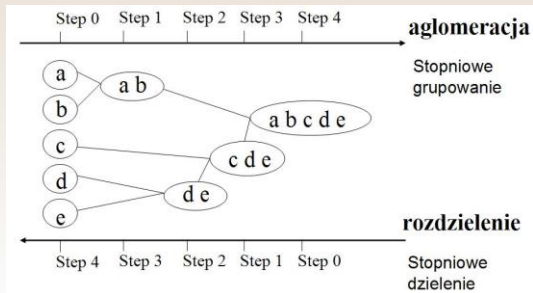 Step 0 Step 1 Step 2 Step 3 Step 4
aglomeracja
Stopniowe
grupowanie
a
a b
b
a b c d e
c
c d e
d
d e
e
rozdzielenie
Step 4 Step 3 Step 2 Step 1 Step 0
Stopniowe
dzielenie